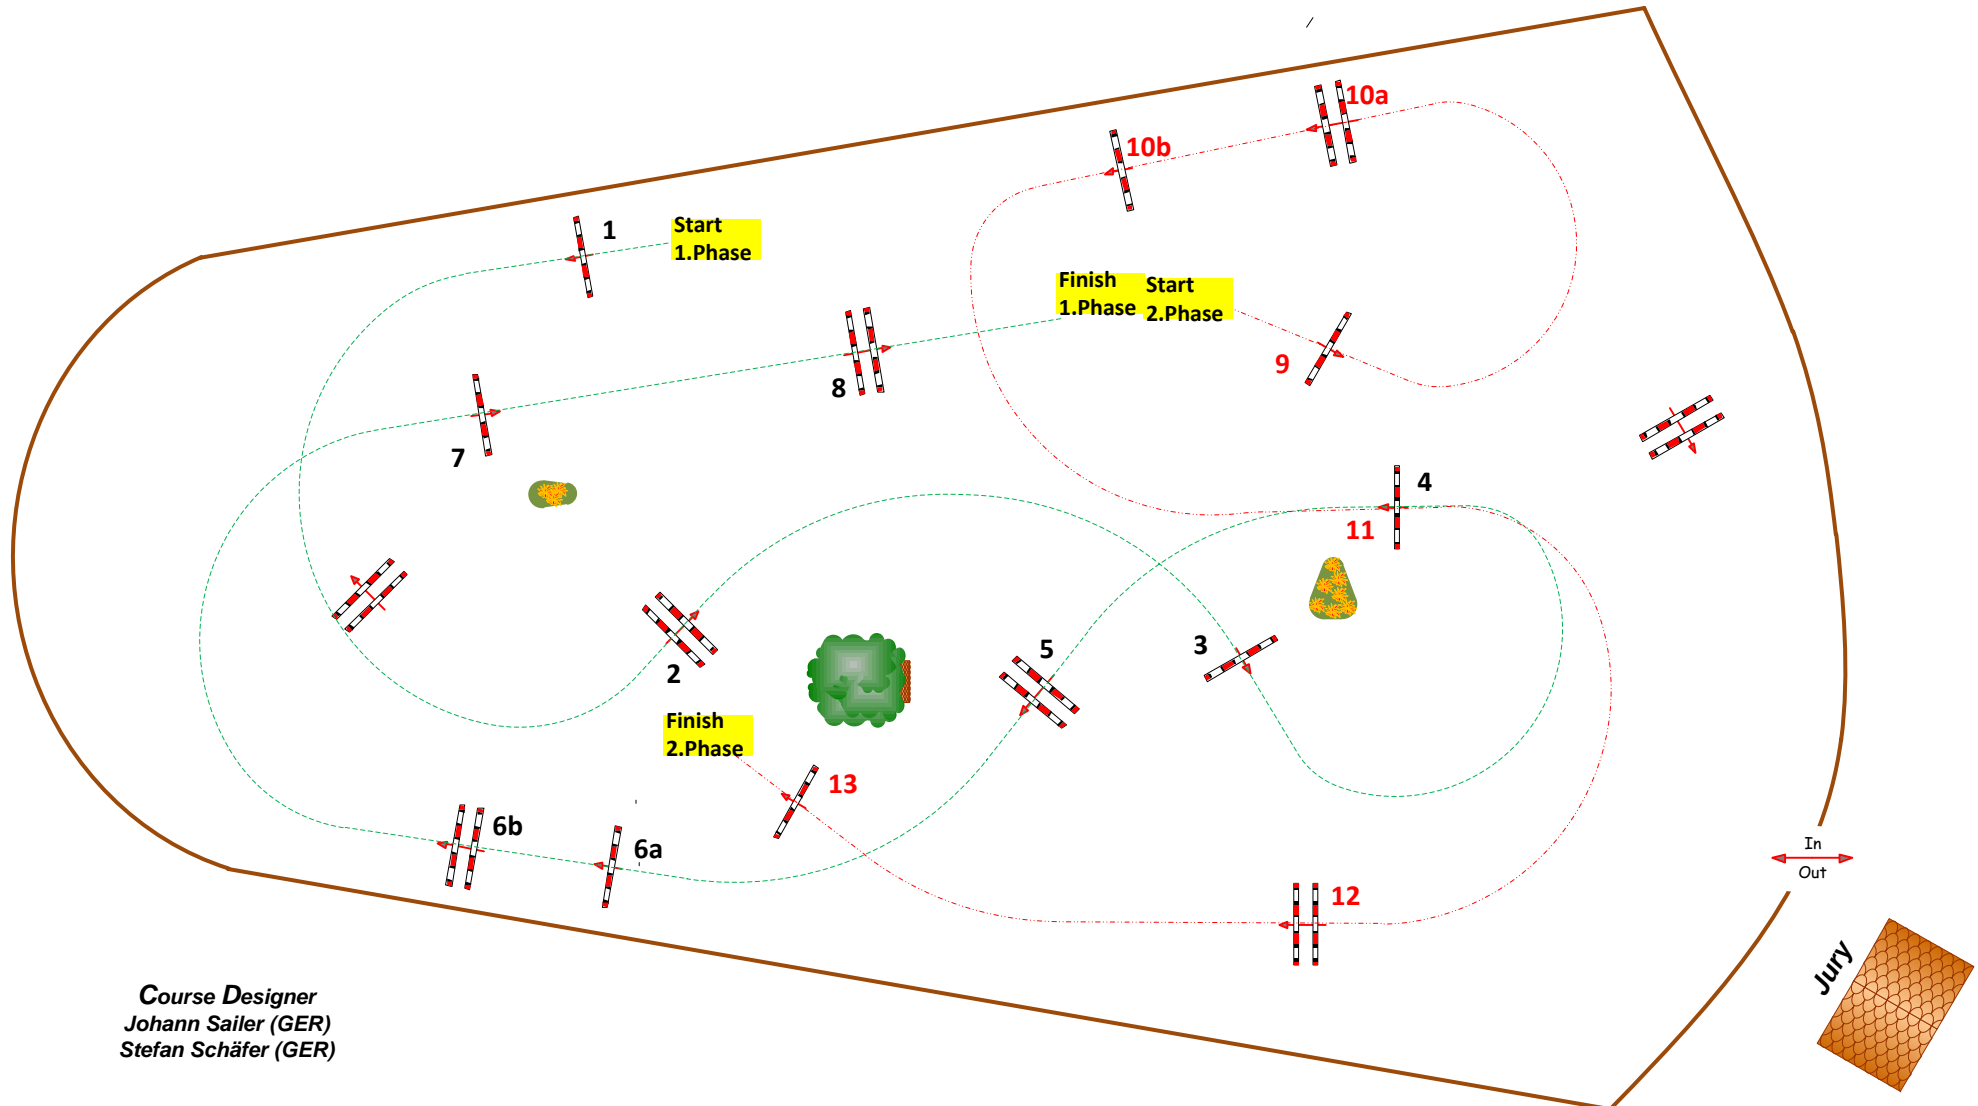 10a
10b
1
Start
1.Phase
Finish
1.Phase
Start
2.Phase
9
8
7
4
11
3
5
2
Finish
2.Phase
13
6b
6a
12
In
Out
Jury
Course Designer
Johann Sailer (GER)
Stefan Schäfer (GER)